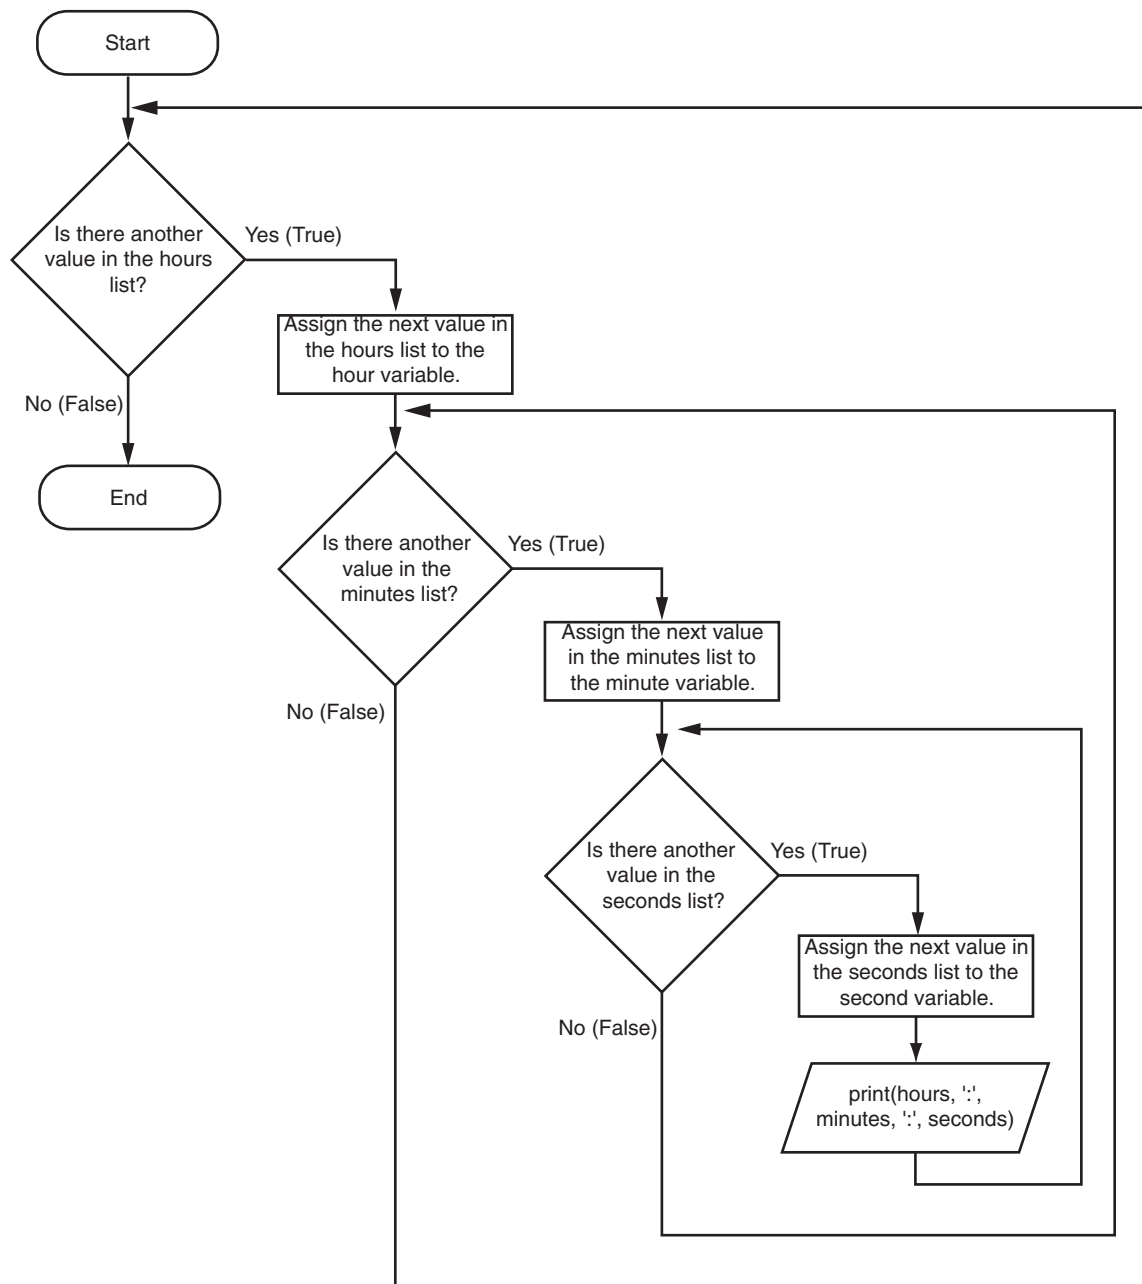 Start
Is there another
value in the hours
list?
Yes (True)
Assign the next value in
the hours list to the
hour variable.
No (False)
End
Is there another
value in the
minutes list?
Yes (True)
Assign the next value
in the minutes list to
the minute variable.
No (False)
Is there another
value in the
seconds list?
Yes (True)
Assign the next value in
the seconds list to the
second variable.
No (False)
print(hours, ':',
minutes, ':', seconds)